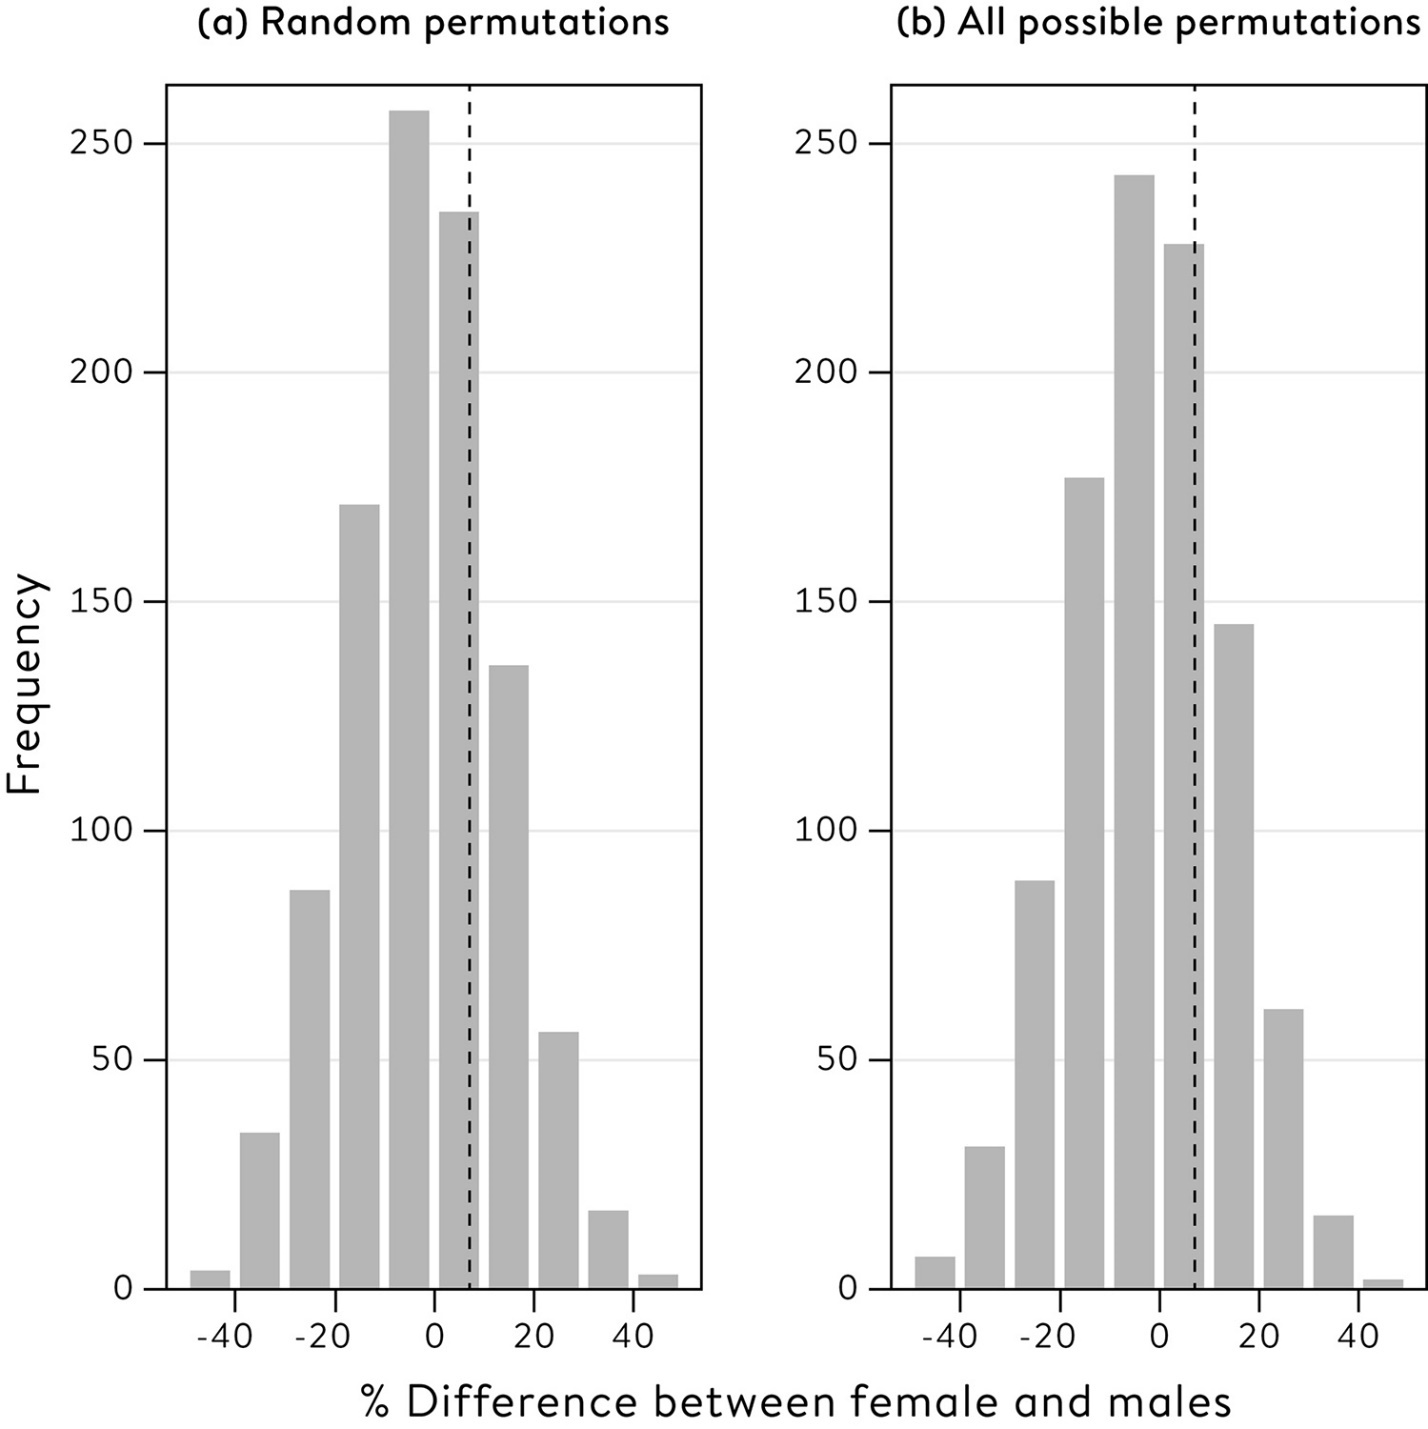 (a) Random permutations
(b) All possible permutations
Frequency
250
200
150
100
50
0
-40 -20 0 20 40
250
200
150
100
50
0
-40 -20 0 20 40
% Difference between female and males